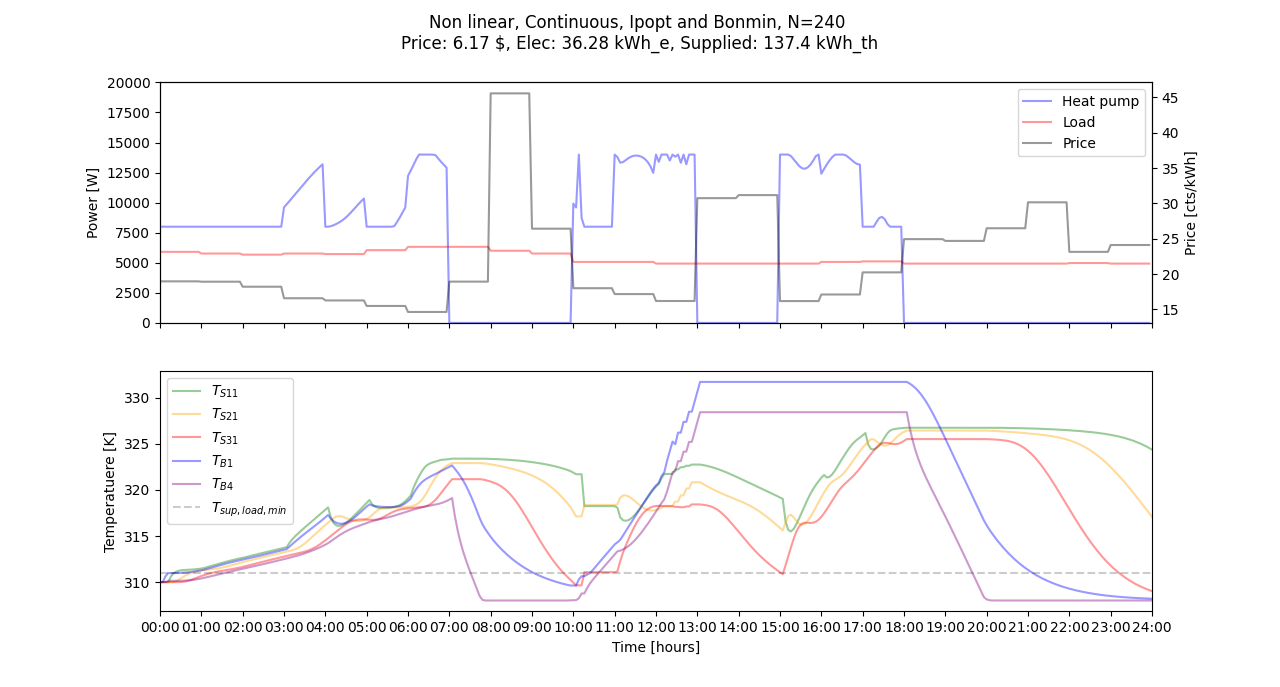 Non linear, Continuous, Ipopt and Bonmin, N=240
Price: 6.17 $, Elec: 36.28 kWh_e, Supplied: 137.4 kWh_th
20000
17500
15000
12500
10000
7500
5000
2500
0
Power [W]
Heat pump
Load
Price
45
40
35
30
25
20
15
Price [cts/kWh]
330
325
320
315
310
Temperatuere [K]
T_{S11}
T_{S21}
T_{S31}
T_{B1}
T_{B4}
T_{sup,load,min}
00:00 01:00 02:00 03:00 04:00 05:00 06:00 07:00 08:00 09:00 10:00 11:00 12:00 13:00 14:00 15:00 16:00 17:00 18:00 19:00 20:00 21:00 22:00 23:00 24:00
Time [hours]